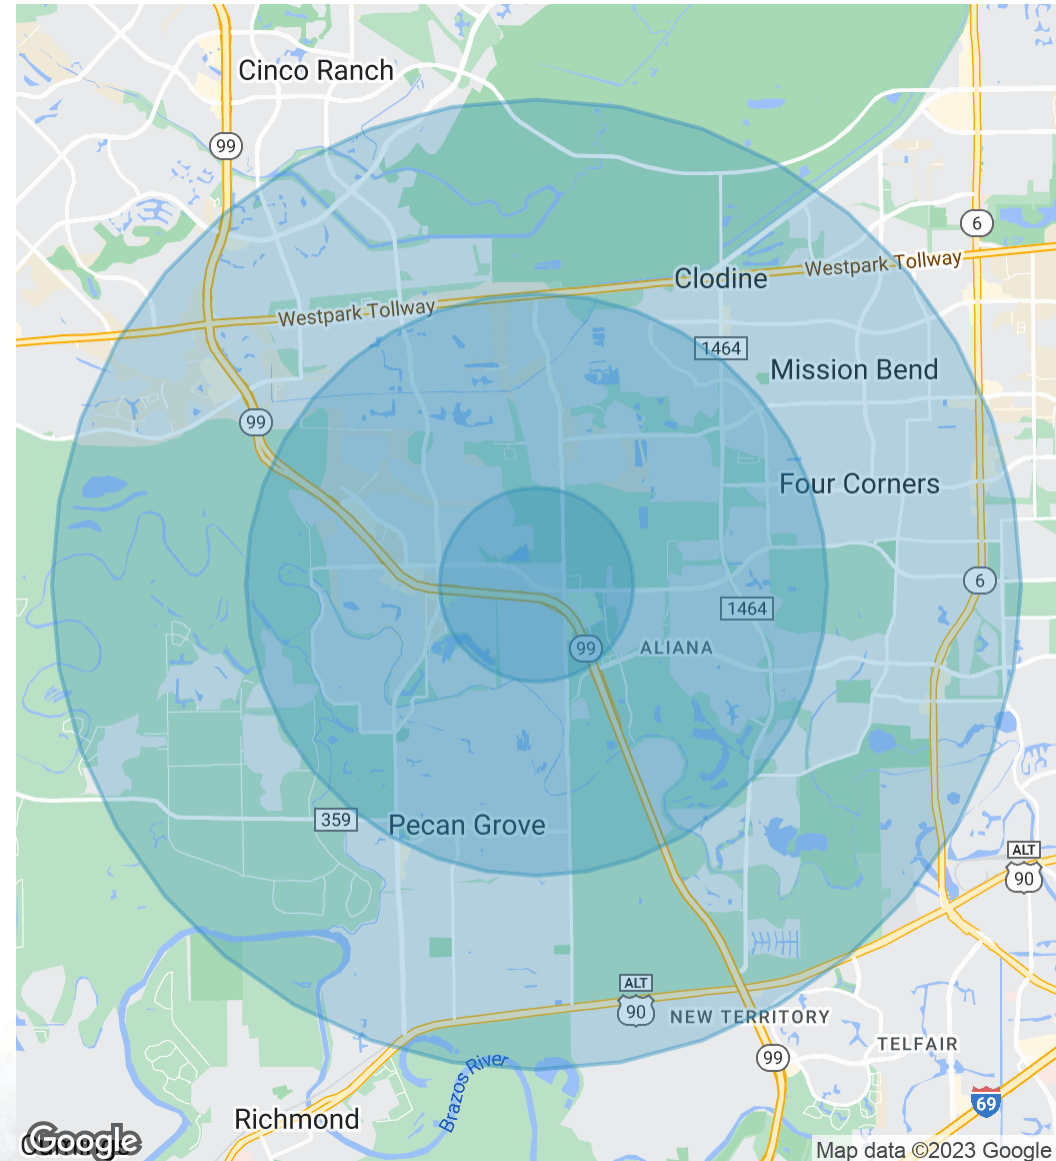 Cinco Ranch
99
6
Westpark Tollway
Clodine
Westpark Tollway
1464
Mission Bend
99
Four Corners
6
1464
99
ALIANA
359
Pecan Grove
ALT
90
ALT
90
NEW TERRITORY
TELFAIR
99
Brazos River
69
Richmond
Google
Map data ©2023 Google